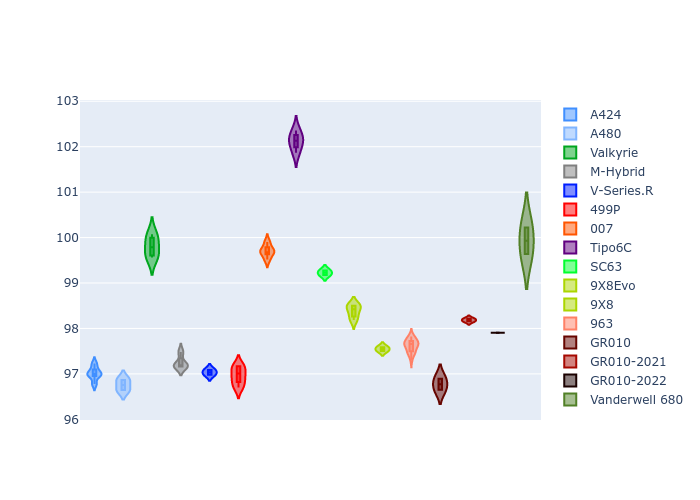 103
102
101
100
99
98
97
96
A424
A480
Valkyrie
M-Hybrid
V-Series.R
499P
007
Tipo6C
SC63
9X8Evo
9X8
963
GR010
GR010-2021
GR010-2022
Vanderwell 680